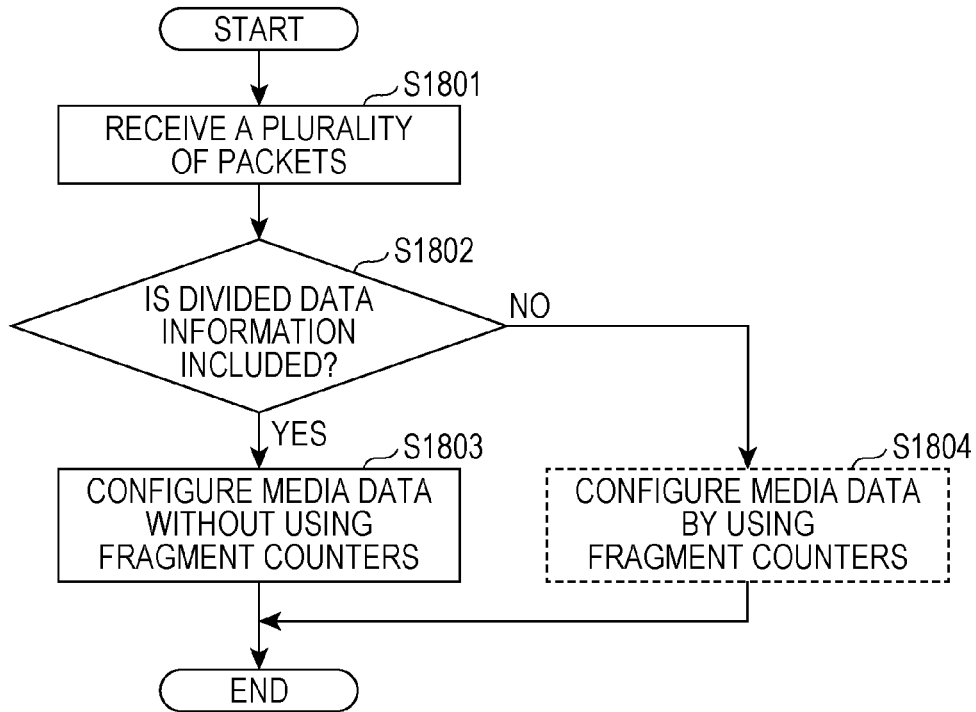 START
S1801
RECEIVE A PLURALITY
OF PACKETS
S1802
IS DIVIDED DATA
INFORMATION
INCLUDED?
NO
YES
S1803
CONFIGURE MEDIA DATA
WITHOUT USING
FRAGMENT COUNTERS
S1804
CONFIGURE MEDIA DATA
BY USING
FRAGMENT COUNTERS
END